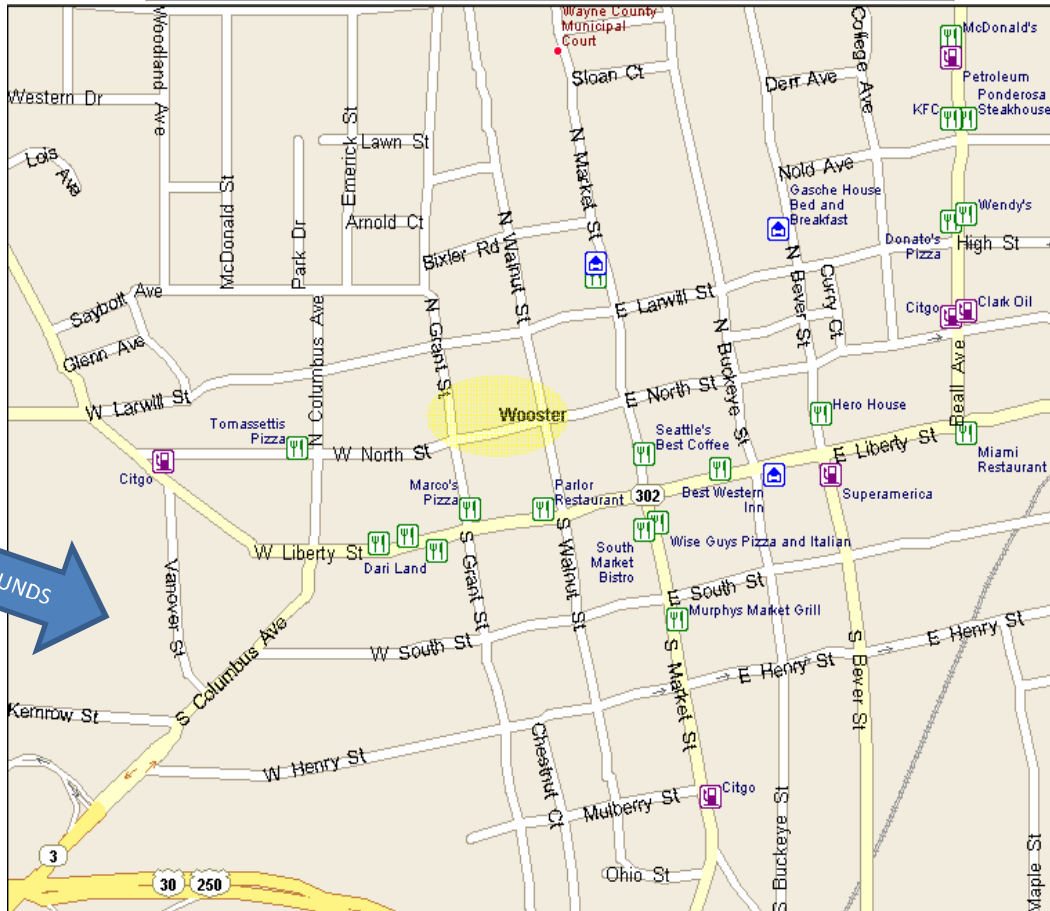 Wayne County
Municipal
Court
McDonald's
Woodland Ave
College Ave
Sloan Ct
Derr Ave
Petroleum
Ponderosa
Steakhouse
KFC
Western Dr
Emerick St
Lawn St
N Market St
Lois Ave
Nold Ave
McDonald St
Gasche House
Bed and
Breakfast
Wendy's
Arnold Ct
Park Dr
N Walnut St
Donato's
Pizza
High St
Bixler Rd
N Bever St
Curry Ct
Saybolt Ave
E Larwill St
Citgo
Clark Oil
N Grant St
N Columbus Ave
N Buckeye St
Glenn Ave
Beall Ave
W Larwill St
E North St
Wooster
Hero House
Tomassettis
Pizza
Seattle's
Best Coffee
E Liberty St
W North St
Miami
Restaurant
Citgo
Marco's
Pizza
Parlor
Restaurant
302
Best Western
Inn
Superamerica
W Liberty St
Dari Land
S Grant St
S Walnut St
South
Market
Bistro
Wise Guys Pizza and Italian
UNDS
Vanover St
E South St
Murphys Market Grill
S Columbus Ave
W South St
E Henry St
E Henry St
S Market St
S Bever St
Kemrow St
W Henry St
Chestnut Ct
Citgo
Mulberry St
S Buckeye St
3
Maple St
30
250
Ohio St